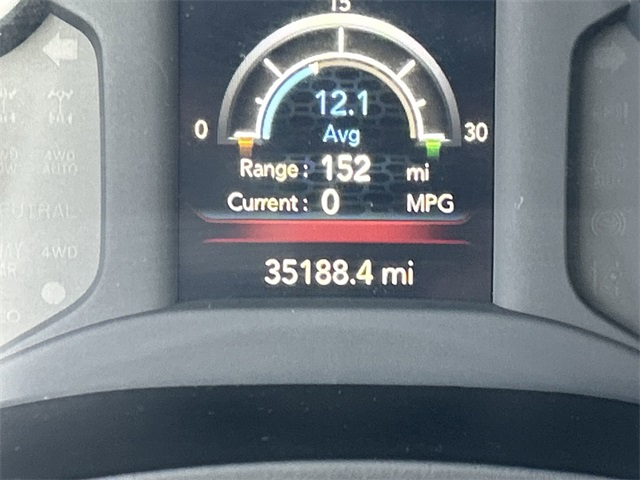 15
12.1
0
30
Avg
Range: 152 mi
Current: 0 MPG
4WD
AUTO
35188.4 mi
4WD